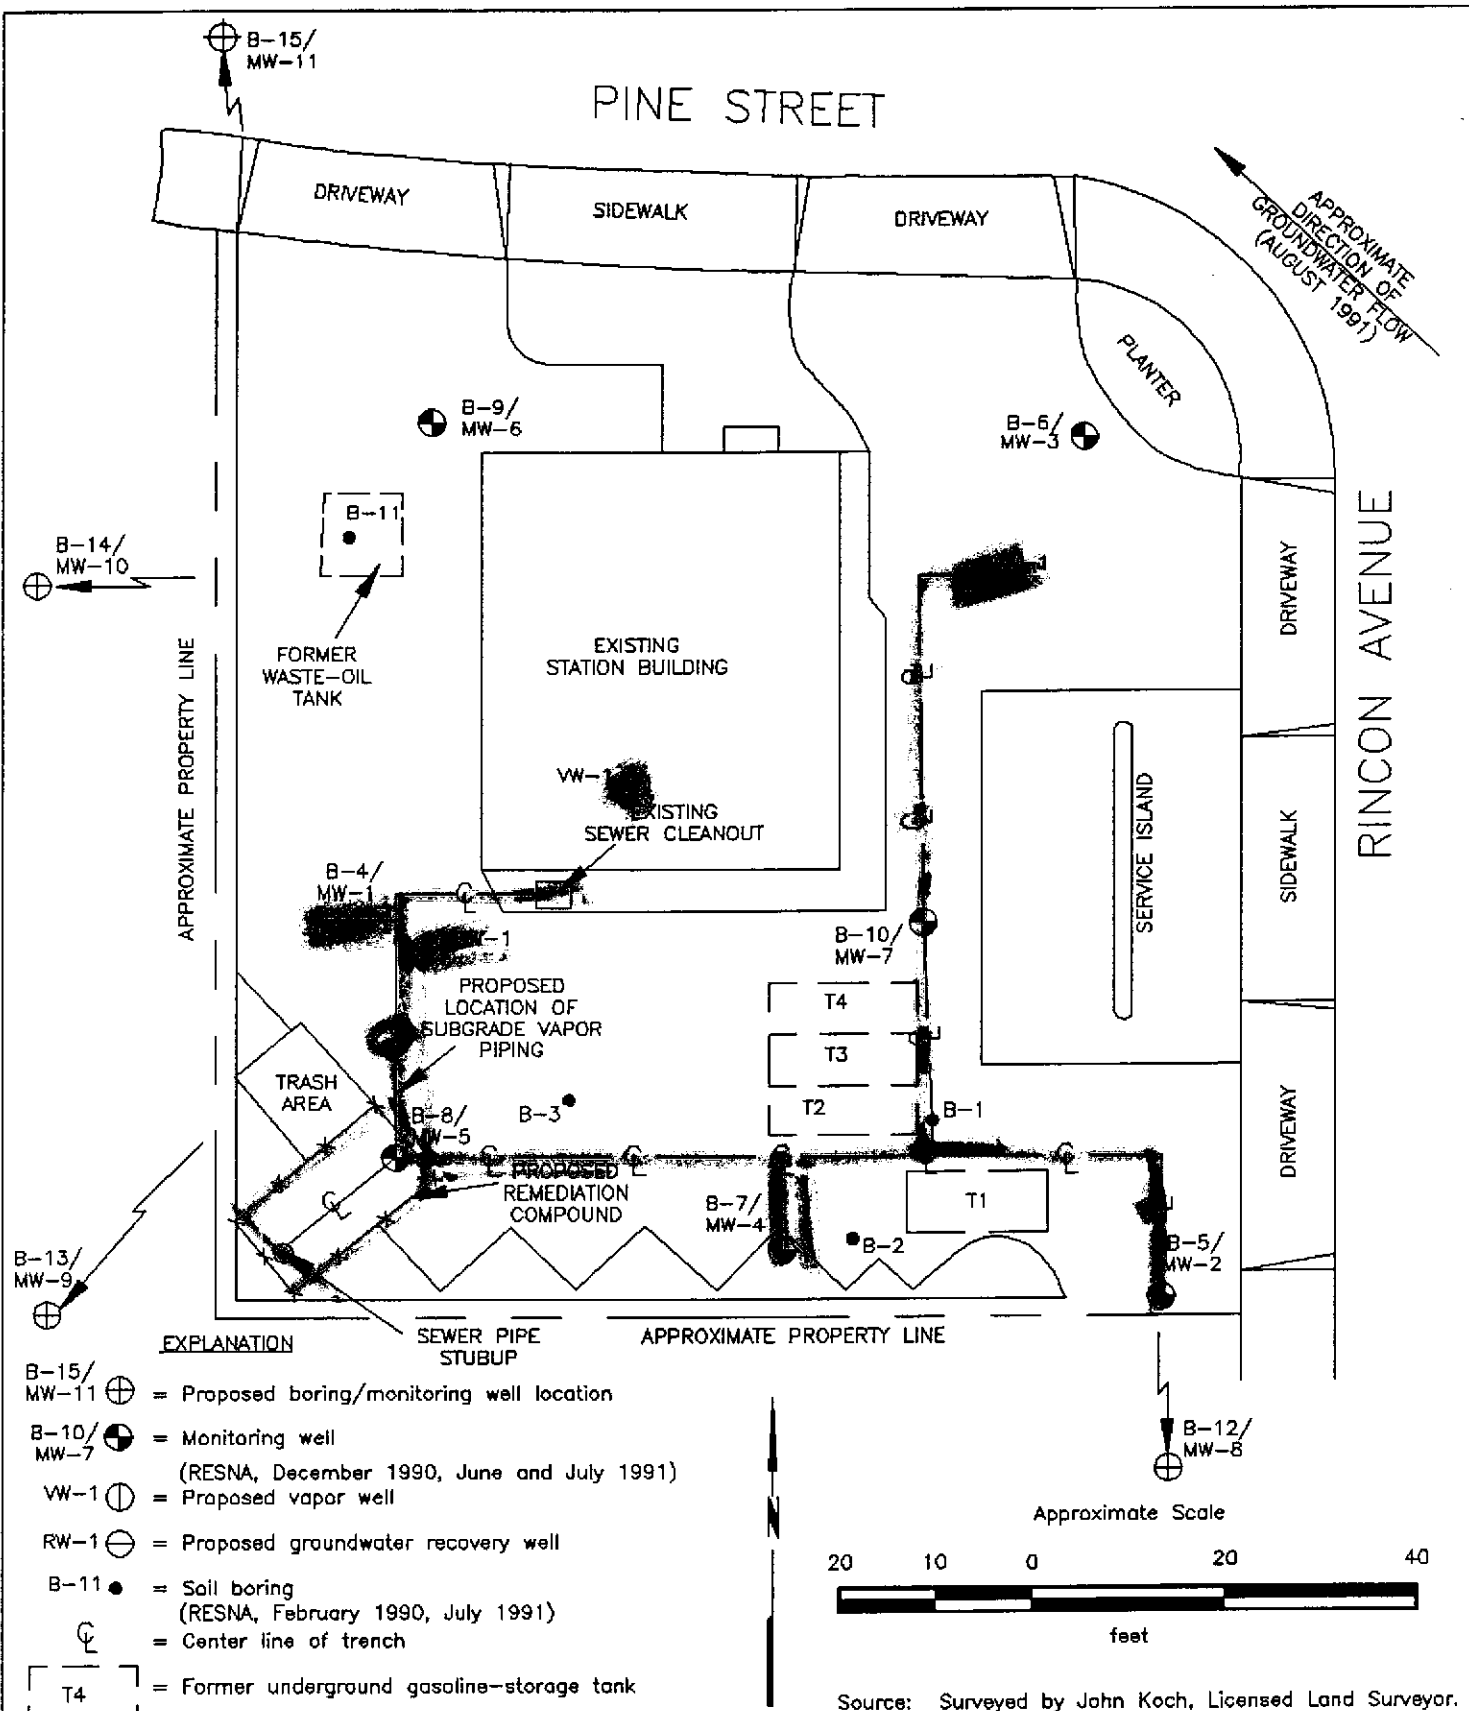 B-15/
MW-11
PINE STREET
DRIVEWAY
SIDEWALK
DRIVEWAY
APPROXIMATE
DIRECTION OF
GROUNDWATER FLOW
(AUGUST 1991)
PLANTER
B-9/
MW-6
B-6/
MW-3
B-11
B-14/
MW-10
FORMER
WASTE-OIL
TANK
EXISTING
STATION BUILDING
DRIVEWAY
RINCON AVENUE
APPROXIMATE PROPERTY LINE
VW-1
EXISTING
SEWER CLEANOUT
SERVICE ISLAND
SIDEWALK
B-4/
MW-1
-1
B-10/
MW-7
PROPOSED
LOCATION OF
SUBGRADE VAPOR
PIPING
T4
T3
T2
TRASH
AREA
B-3
B-1
B-8/
MW-5
DRIVEWAY
PROPOSED
REMEDIATION
COMPOUND
B-7/
MW-4
T1
B-2
B-5/
MW-2
B-13/
MW-9
SEWER PIPE
STUBUP
APPROXIMATE PROPERTY LINE
EXPLANATION
B-15/
MW-11 = Proposed boring/monitoring well location
B-10/
MW-7 = Monitoring well
(RESNA, December 1990, June and July 1991)
VW-1 = Proposed vapor well
RW-1 = Proposed groundwater recovery well
B-11 = Soil boring
(RESNA, February 1990, July 1991)
℄ = Center line of trench
T4 = Former underground gasoline-storage tank
B-12/
MW-8
N
Approximate Scale
20 10 0 20 40
feet
Source: Surveyed by John Koch, Licensed Land Surveyor.